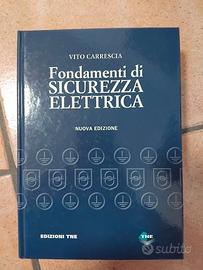 VITO CARRESCIA
Fondamenti di
SICUREZZA
ELETTRICA
NUOVA EDIZIONE
EDIZIONI TNE
TNE
subito